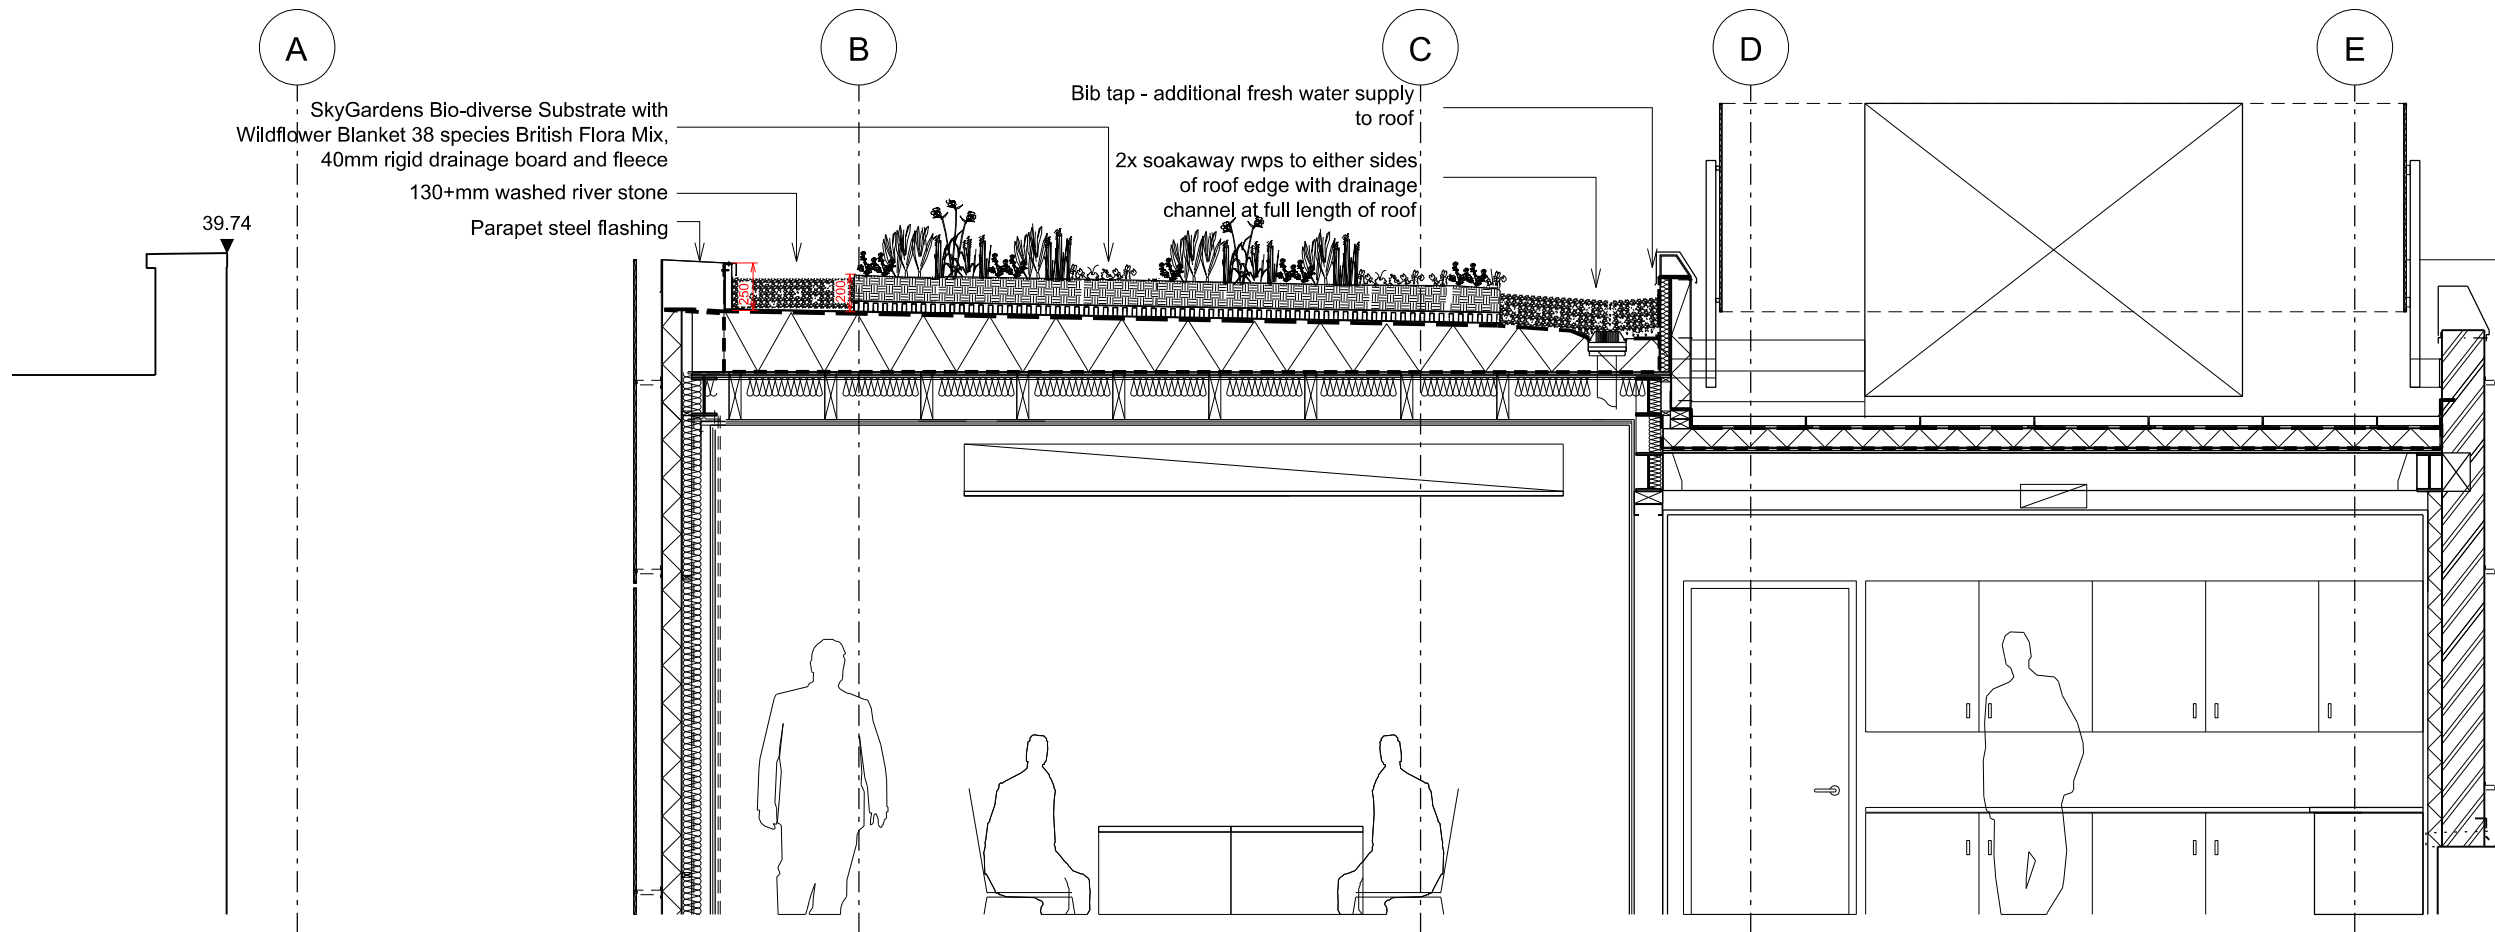 A
B
C
D
E
SkyGardens Bio-diverse Substrate with
Wildflower Blanket 38 species British Flora Mix,
40mm rigid drainage board and fleece
130+mm washed river stone
Parapet steel flashing
Bib tap - additional fresh water supply
to roof
2x soakaway rwps to either sides
of roof edge with drainage
channel at full length of roof
39.74
250
200